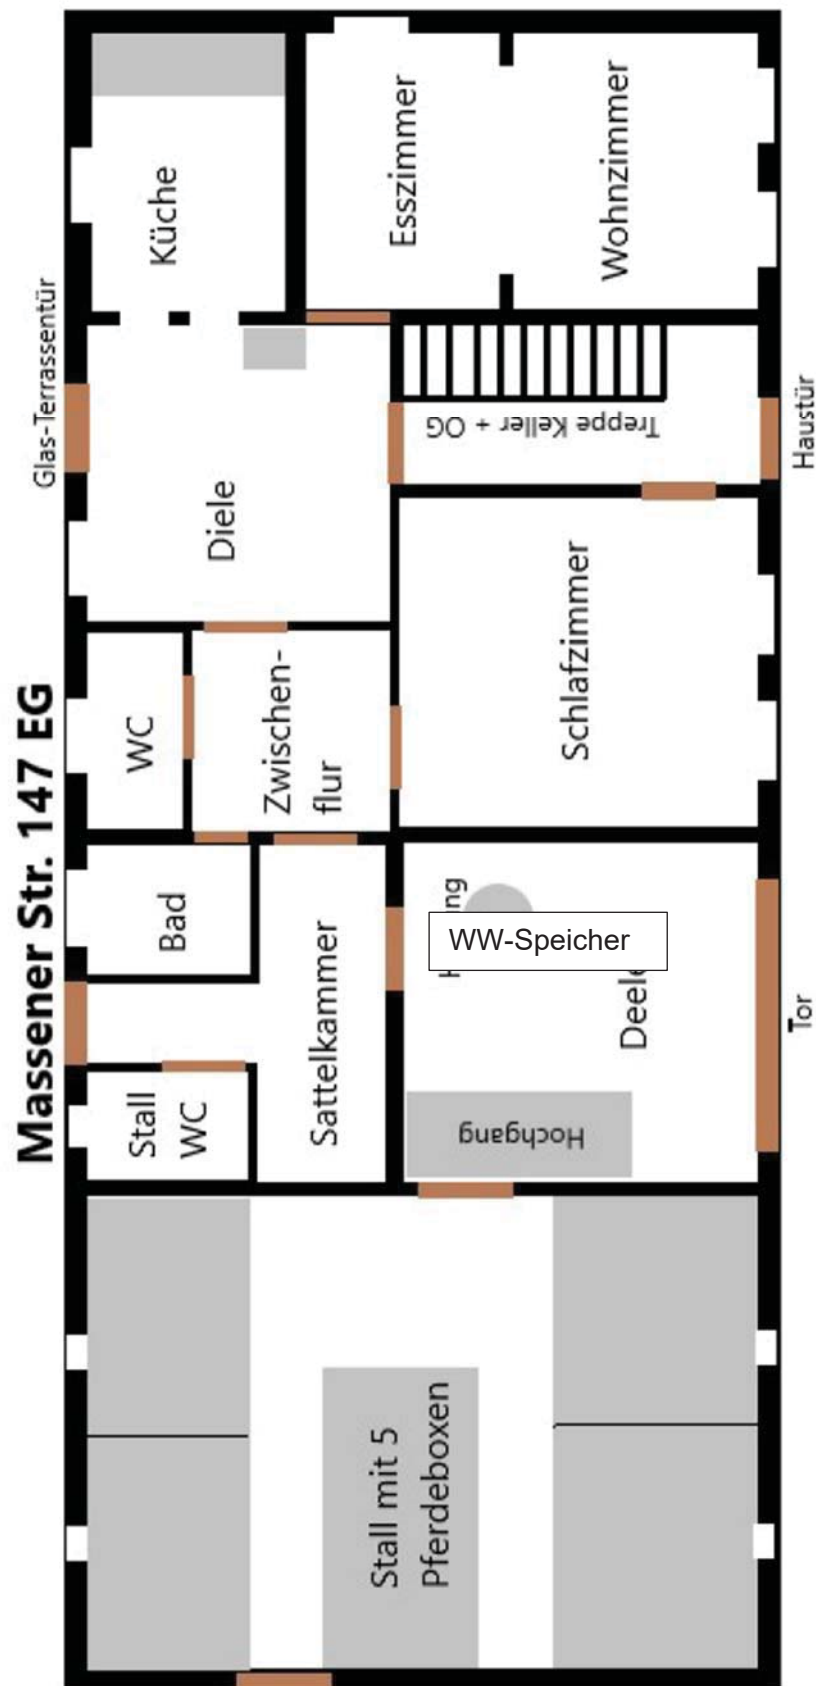 Massener Str. 147 EG
Glas-Terrassentür
Küche
Esszimmer
Wohnzimmer
Diele
Treppe Keller + OG
Haustür
WC
Zwischen-
flur
Schlafzimmer
Bad
Sattelkammer
Stall
WC
WW-Speicher
Deele
Hochgang
Tor
Stall mit 5
Pferdeboxen